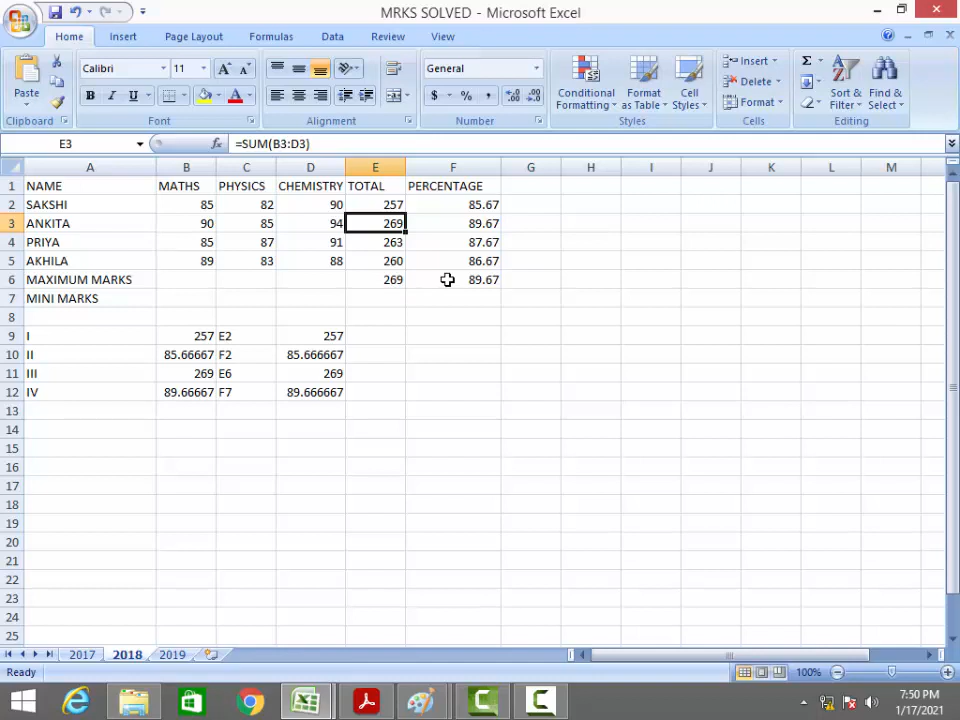 MRKS SOLVED - Microsoft Excel
Home Insert Page Layout Formulas Data Review View
Paste Calibri 11 A A General Conditional Formatting Format as Table Cell Styles Insert Delete Format Σ Sort & Filter Find & Select
B I U A $ % ,
Clipboard Font Alignment Number Styles Cells Editing
E3 fx =SUM(B3:D3)
A B C D E F G H I J K L M
1 NAME MATHS PHYSICS CHEMISTRY TOTAL PERCENTAGE
2 SAKSHI 85 82 90 257 85.67
3 ANKITA 90 85 94 269 89.67
4 PRIYA 85 87 91 263 87.67
5 AKHILA 89 83 88 260 86.67
6 MAXIMUM MARKS 269 89.67
7 MINI MARKS
8
9 I 257 E2 257
10 II 85.66667 F2 85.666667
11 III 269 E6 269
12 IV 89.66667 F7 89.666667
13
14
15
16
17
18
19
20
21
22
23
24
25
2017 2018 2019
Ready 100%
7:50 PM
1/17/2021